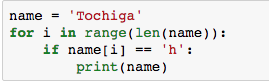 name = 'Tochiga'
for i in range(len(name)):
    if name[i] == 'h':
        print(name)